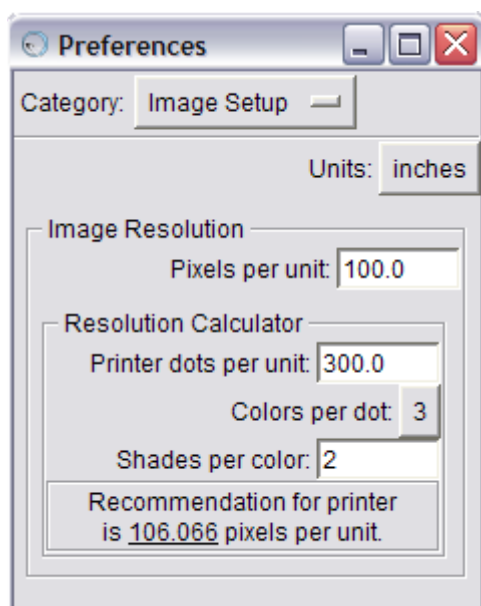 Preferences
Category: Image Setup
Units: inches
Image Resolution
Pixels per unit: 100.0
Resolution Calculator
Printer dots per unit: 300.0
Colors per dot: 3
Shades per color: 2
Recommendation for printer
is 106.066 pixels per unit.